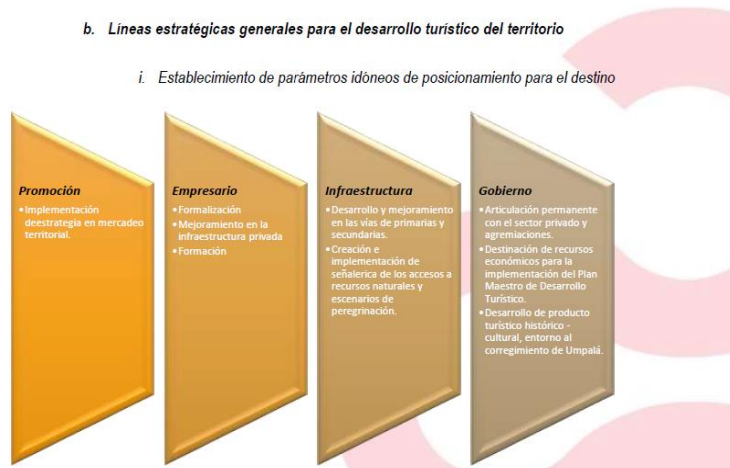 b. Líneas estratégicas generales para el desarrollo turístico del territorio
i. Establecimiento de parámetros idóneos de posicionamiento para el destino
Promoción
•Implementación
deestrategia en mercadeo
territorial.
Empresario
•Formalización
•Mejoramiento en la
infraestructura privada
•Formación
Infraestructura
•Desarrollo y mejoramiento
en las vías de primarias y
secundarias.
•Creación e
implementación de
señalerica de los accesos a
recursos naturales y
escenarios de
peregrinación.
Gobierno
•Articulación permanente
con el sector privado y
agremiaciones.
•Destinación de recursos
económicos para la
implementación del Plan
Maestro de Desarrollo
Turístico.
•Desarrollo de producto
turístico histórico -
cultural, entorno al
corregimiento de Umpalá.